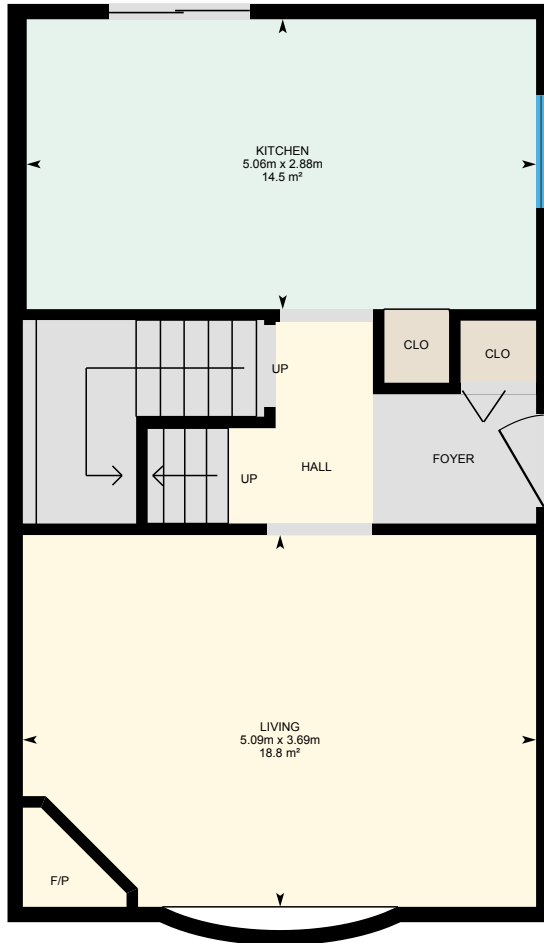 KITCHEN
5.06m x 2.88m
14.5 m²
CLO
CLO
UP
FOYER
HALL
UP
LIVING
5.09m x 3.69m
18.8 m²
F/P